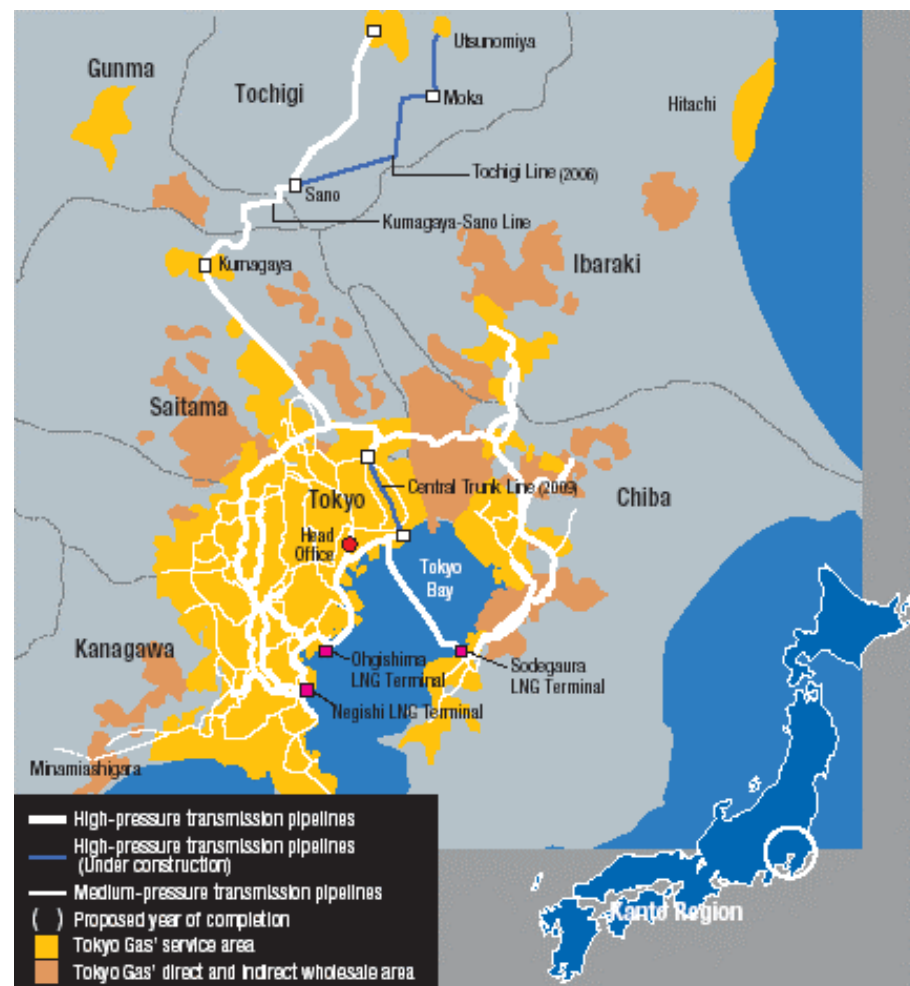 Utsunomiya
Gunma
Tochigi
Moka
Hitachi
Tochigi Line (2006)
Sano
Kumagaya-Sano Line
Kumagaya
Ibaraki
Saitama
Central Trunk Line (2009)
Tokyo
Chiba
Head
Office
Tokyo
Bay
Kanagawa
Ohgishima
LNG Terminal
Sodegaura
LNG Terminal
Negishi LNG Terminal
Minamiashigara
High-pressure transmission pipelines
High-pressure transmission pipelines
(Under construction)
Medium-pressure transmission pipelines
( ) Proposed year of completion
Tokyo Gas' service area
Tokyo Gas' direct and indirect wholesale area
Kanto Region